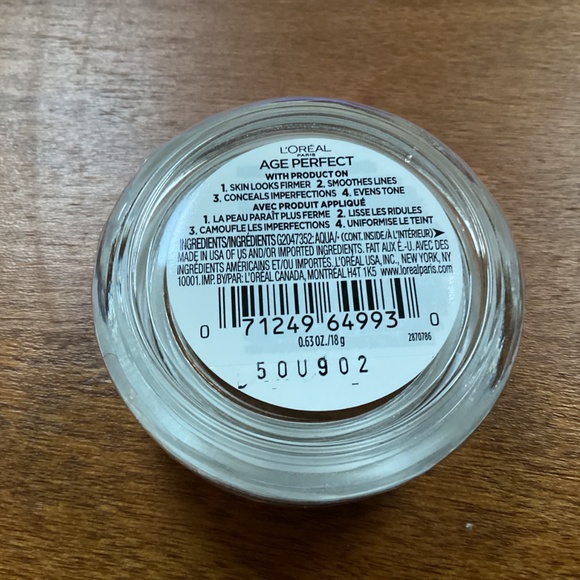 L'ORÉAL
PARIS
AGE PERFECT
WITH PRODUCT ON
1. SKIN LOOKS FIRMER 2. SMOOTHES LINES
3. CONCEALS IMPERFECTIONS 4. EVENS TONE
AVEC PRODUIT APPLIQUÉ
1. LA PEAU PARAÎT PLUS FERME 2. LISSE LES RIDULES
3. CAMOUFLE LES IMPERFECTIONS 4. UNIFORMISE LE TEINT
INGREDIENTS/INGRÉDIENTS G2047352: AQUA/- (CONT. INSIDE/À L'INTÉRIEUR)
MADE IN USA OF US AND/OR IMPORTED INGREDIENTS. FAIT AUX É.-U. AVEC DES
INGRÉDIENTS AMÉRICAINS ET/OU IMPORTÉS. L'ORÉAL USA, INC., NEW YORK, NY
10001. IMP. BY/PAR: L'ORÉAL CANADA, MONTRÉAL H4T 1K5 www.lorealparis.com
0 71249 64993 0
0.63 OZ./18 g 2870786
50U902